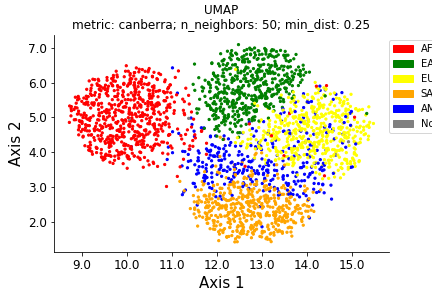 UMAP
metric: canberra; n_neighbors: 50; min_dist: 0.25
7.0
6.0
5.0
4.0
3.0
2.0
Axis 2
9.0 10.0 11.0 12.0 13.0 14.0 15.0
Axis 1
AF
EA
EU
SA
AM
No